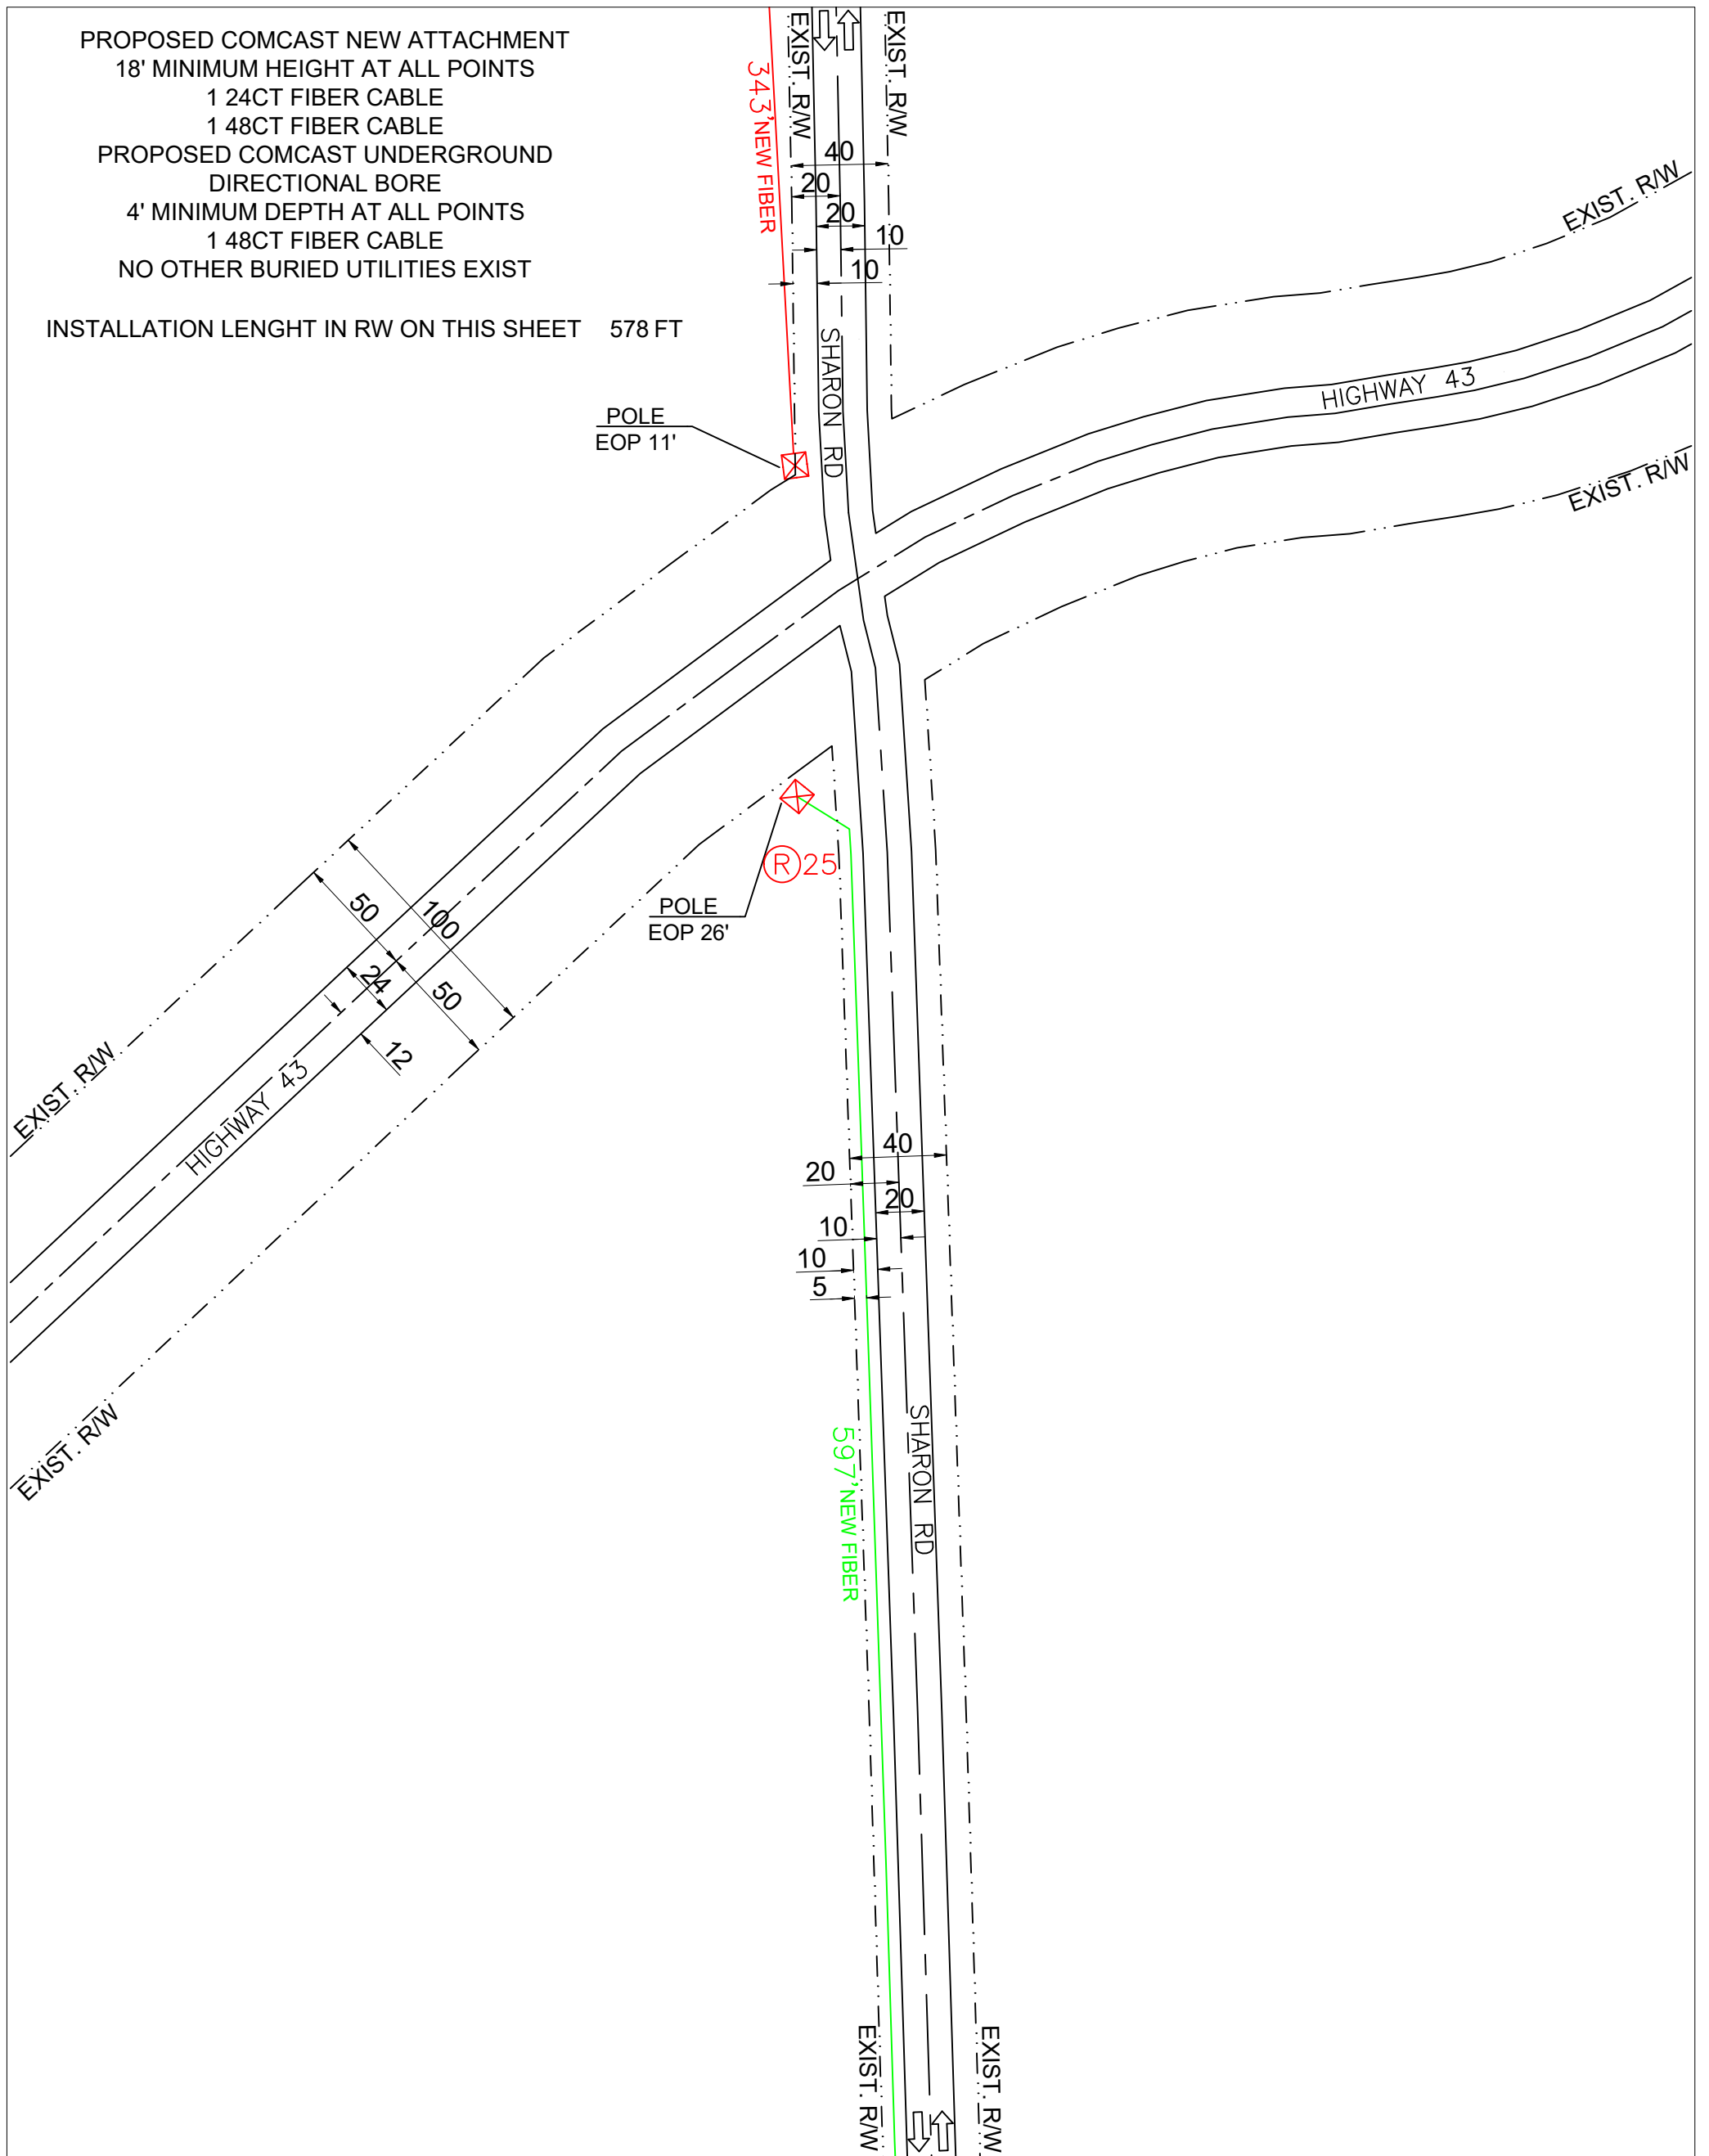 PROPOSED COMCAST NEW ATTACHMENT
18' MINIMUM HEIGHT AT ALL POINTS
1 24CT FIBER CABLE
1 48CT FIBER CABLE
PROPOSED COMCAST UNDERGROUND
DIRECTIONAL BORE
4' MINIMUM DEPTH AT ALL POINTS
1 48CT FIBER CABLE
NO OTHER BURIED UTILITIES EXIST
INSTALLATION LENGHT IN RW ON THIS SHEET 578 FT
343' NEW FIBER
EXIST. R/W
EXIST. R/W
40
20
20
10
10
SHARON RD
EXIST. R/W
HIGHWAY 43
EXIST. R/W
POLE
EOP 11'
R 25
POLE
EOP 26'
50
100
24
50
12
EXIST. R/W
HIGHWAY 43
EXIST. R/W
40
20
20
10
10
5
597' NEW FIBER
SHARON RD
EXIST. R/W
EXIST. R/W